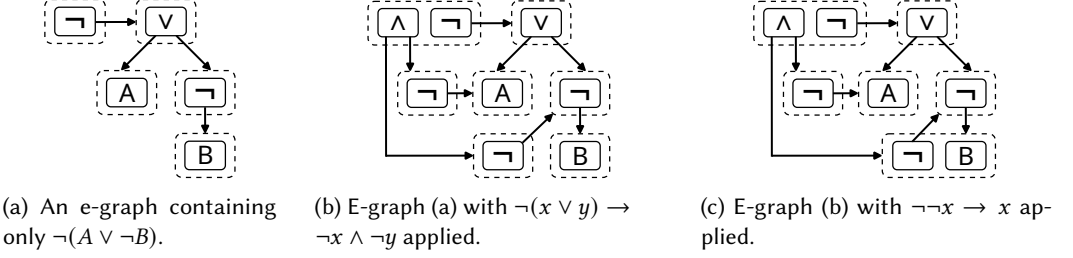 ¬ ∨
A ¬
B
(a) An e-graph containing
only ¬(A ∨ ¬B).
∧ ¬ ∨
¬ A ¬
¬ B
(b) E-graph (a) with ¬(x ∨ y) →
¬x ∧ ¬y applied.
∧ ¬ ∨
¬ A ¬
¬ B
(c) E-graph (b) with ¬¬x → x ap-
plied.